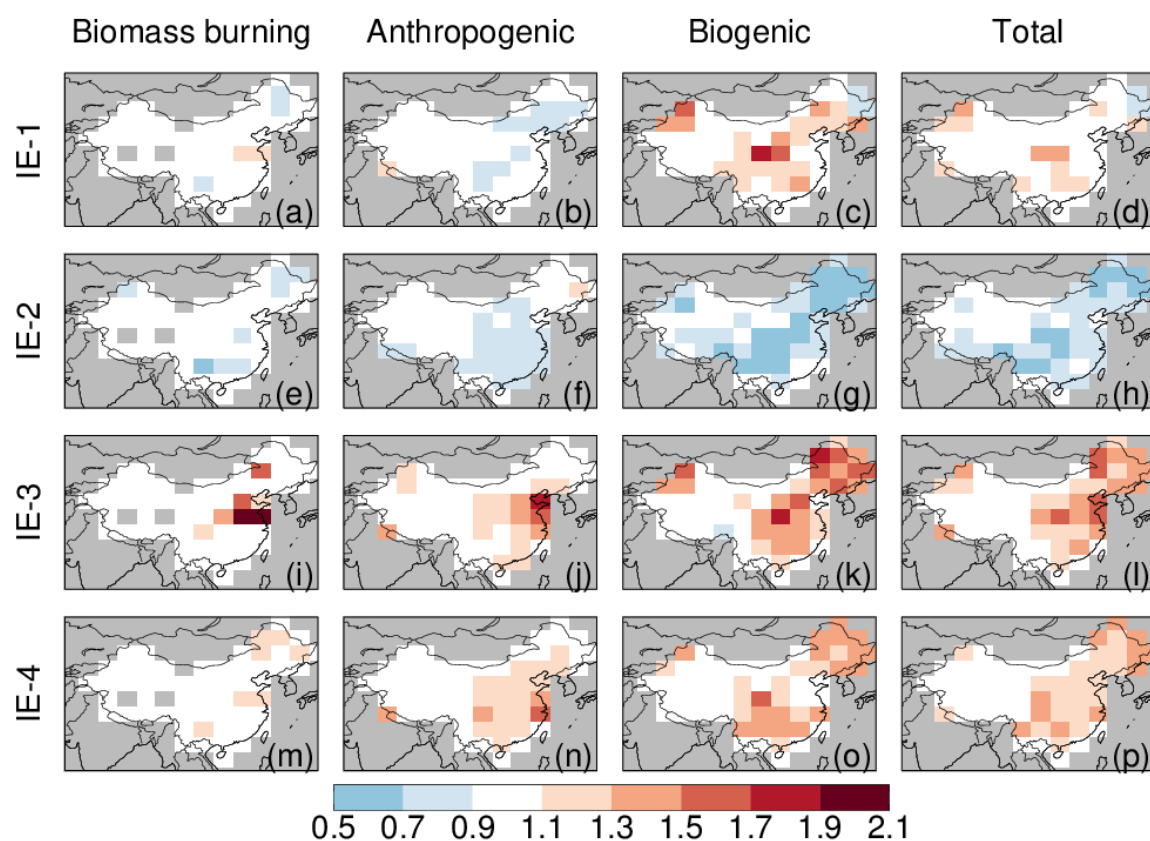 Biomass burning Anthropogenic Biogenic Total
IE-1
(a) (b) (c) (d)
IE-2
(e) (f) (g) (h)
IE-3
(i) (j) (k) (l)
IE-4
(m) (n) (o) (p)
0.5 0.7 0.9 1.1 1.3 1.5 1.7 1.9 2.1